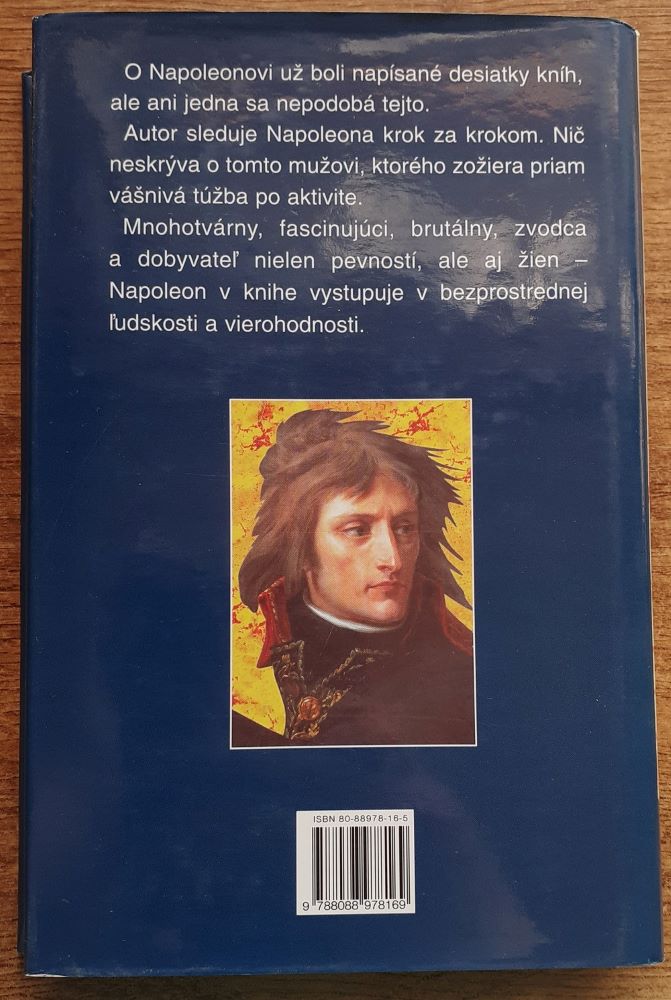 O Napoleonovi už boli napísané desiatky kníh,
ale ani jedna sa nepodobá tejto.
Autor sleduje Napoleona krok za krokom. Nič
neskrýva o tomto mužovi, ktorého zožiera priam
vášnivá túžba po aktivite.
Mnohotvárny, fascinujúci, brutálny, zvodca
a dobyvateľ nielen pevností, ale aj žien –
Napoleon v knihe vystupuje v bezprostrednej
ľudskosti a vierohodnosti.
ISBN 80-88978-16-5
9 788088 978169